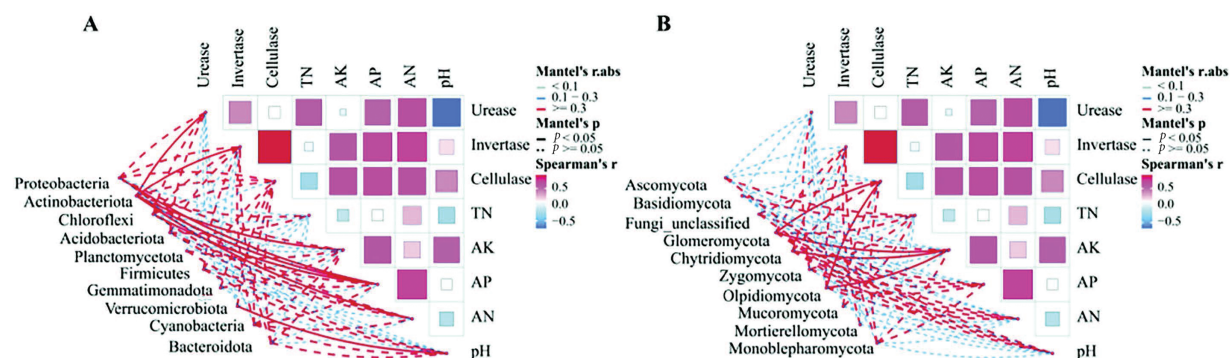 A
Urease
Invertase
Cellulase
TN
AK
AP
AN
pH
Urease
Invertase
Cellulase
TN
AK
AP
AN
pH
Proteobacteria
Actinobacteriota
Chloroflexi
Acidobacteriota
Planctomycetota
Firmicutes
Gemmatimonadota
Verrucomicrobiota
Cyanobacteria
Bacteroidota
Mantel's r.abs
< 0.1
0.1 – 0.3
>= 0.3
Mantel's p
p < 0.05
p >= 0.05
Spearman's r
0.5
0.0
−0.5
B
Urease
Invertase
Cellulase
TN
AK
AP
AN
pH
Urease
Invertase
Cellulase
TN
AK
AP
AN
pH
Ascomycota
Basidiomycota
Fungi_unclassified
Glomeromycota
Chytridiomycota
Zygomycota
Olpidiomycota
Mucoromycota
Mortierellomycota
Monoblepharomycota
Mantel's r.abs
< 0.1
0.1 – 0.3
>= 0.3
Mantel's p
p < 0.05
p >= 0.05
Spearman's r
0.5
0.0
−0.5